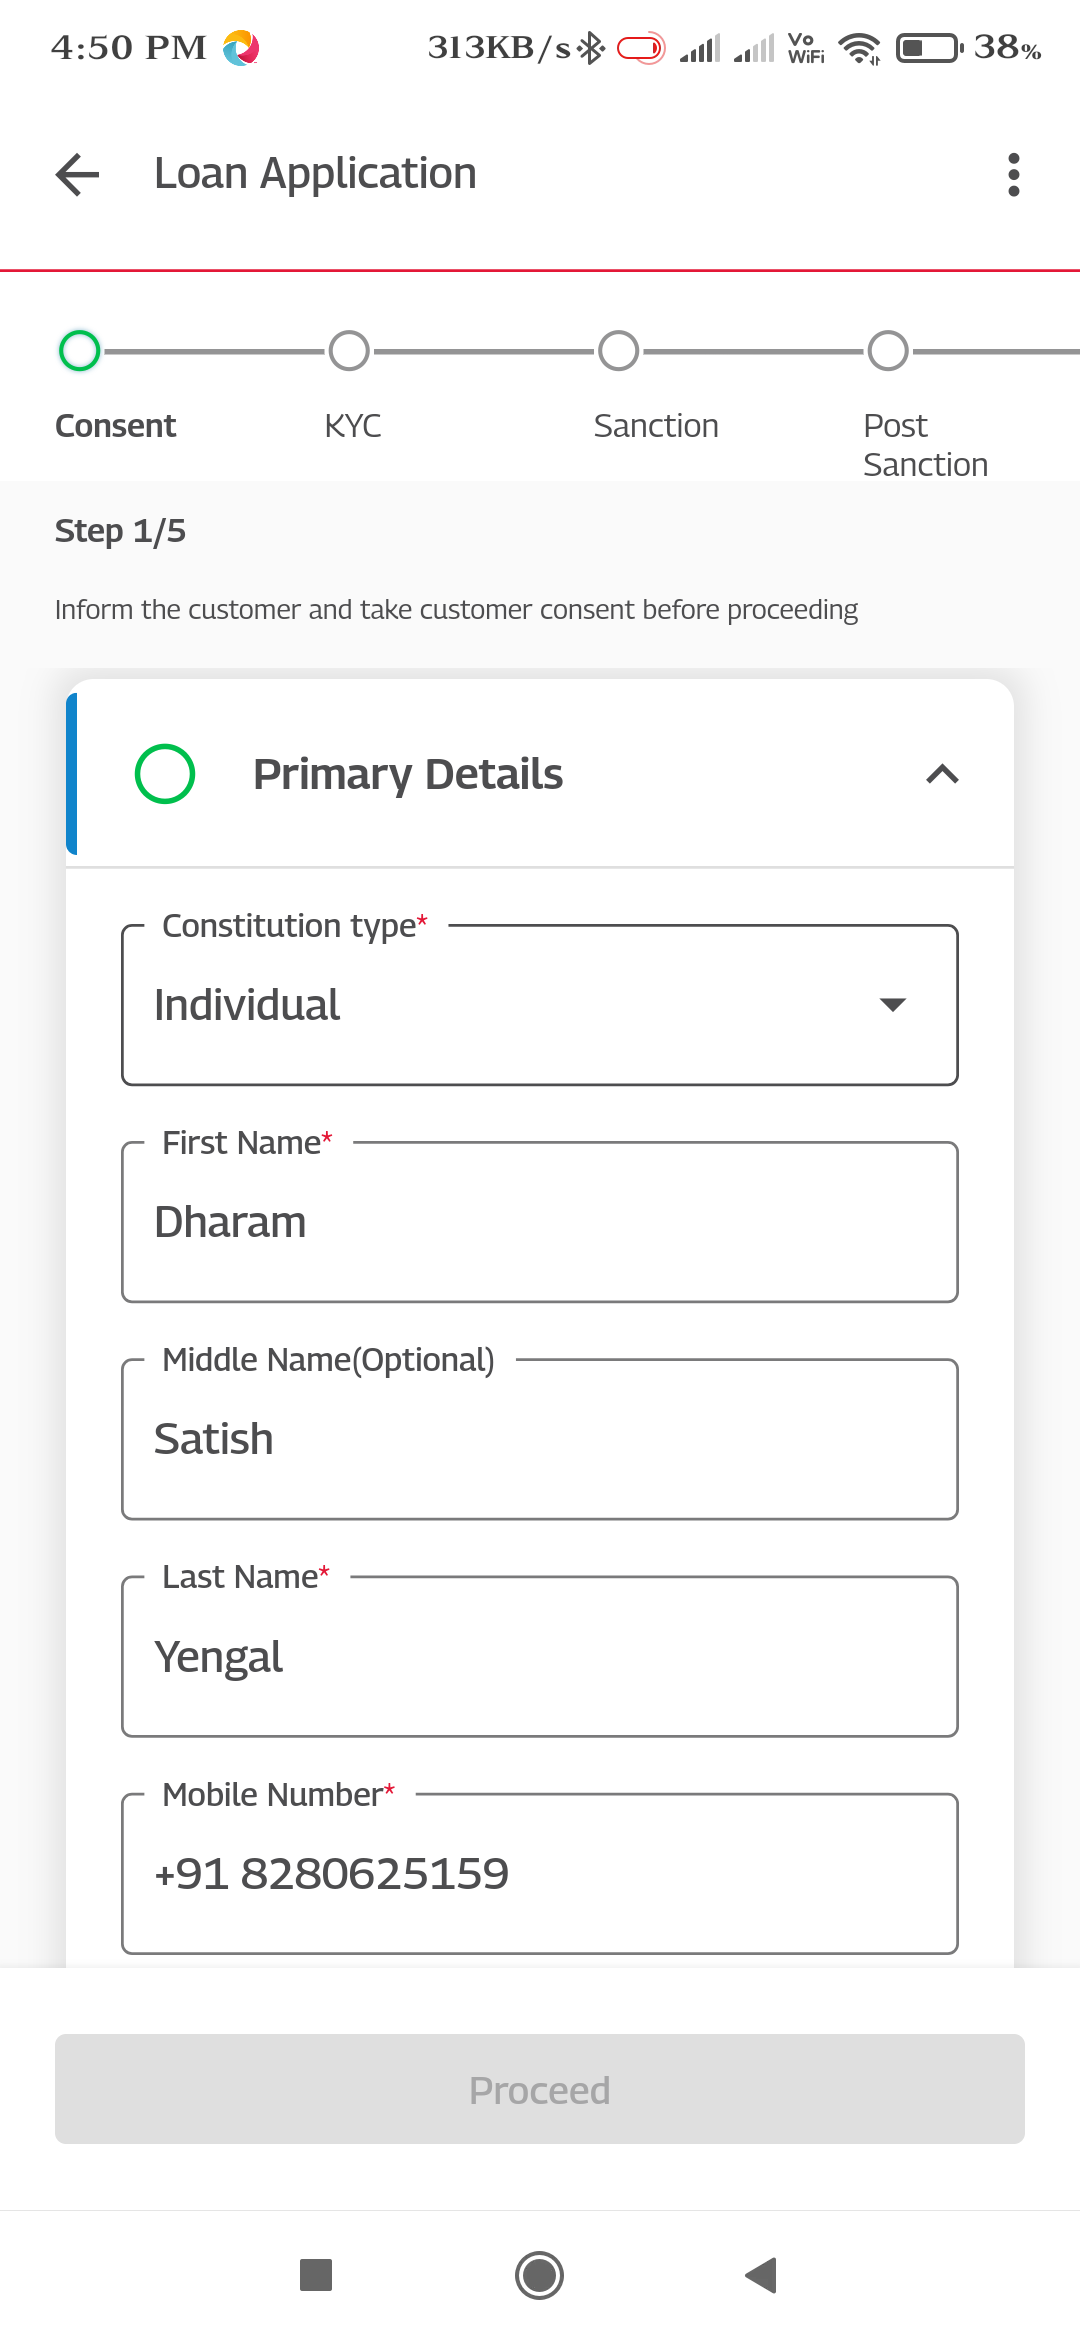 4:50 PM 313KB/s Vo WiFi 38%
Loan Application
Consent KYC Sanction Post Sanction
Step 1/5
Inform the customer and take customer consent before proceeding
Primary Details
Constitution type*
Individual
First Name*
Dharam
Middle Name(Optional)
Satish
Last Name*
Yengal
Mobile Number*
+91 8280625159
Proceed